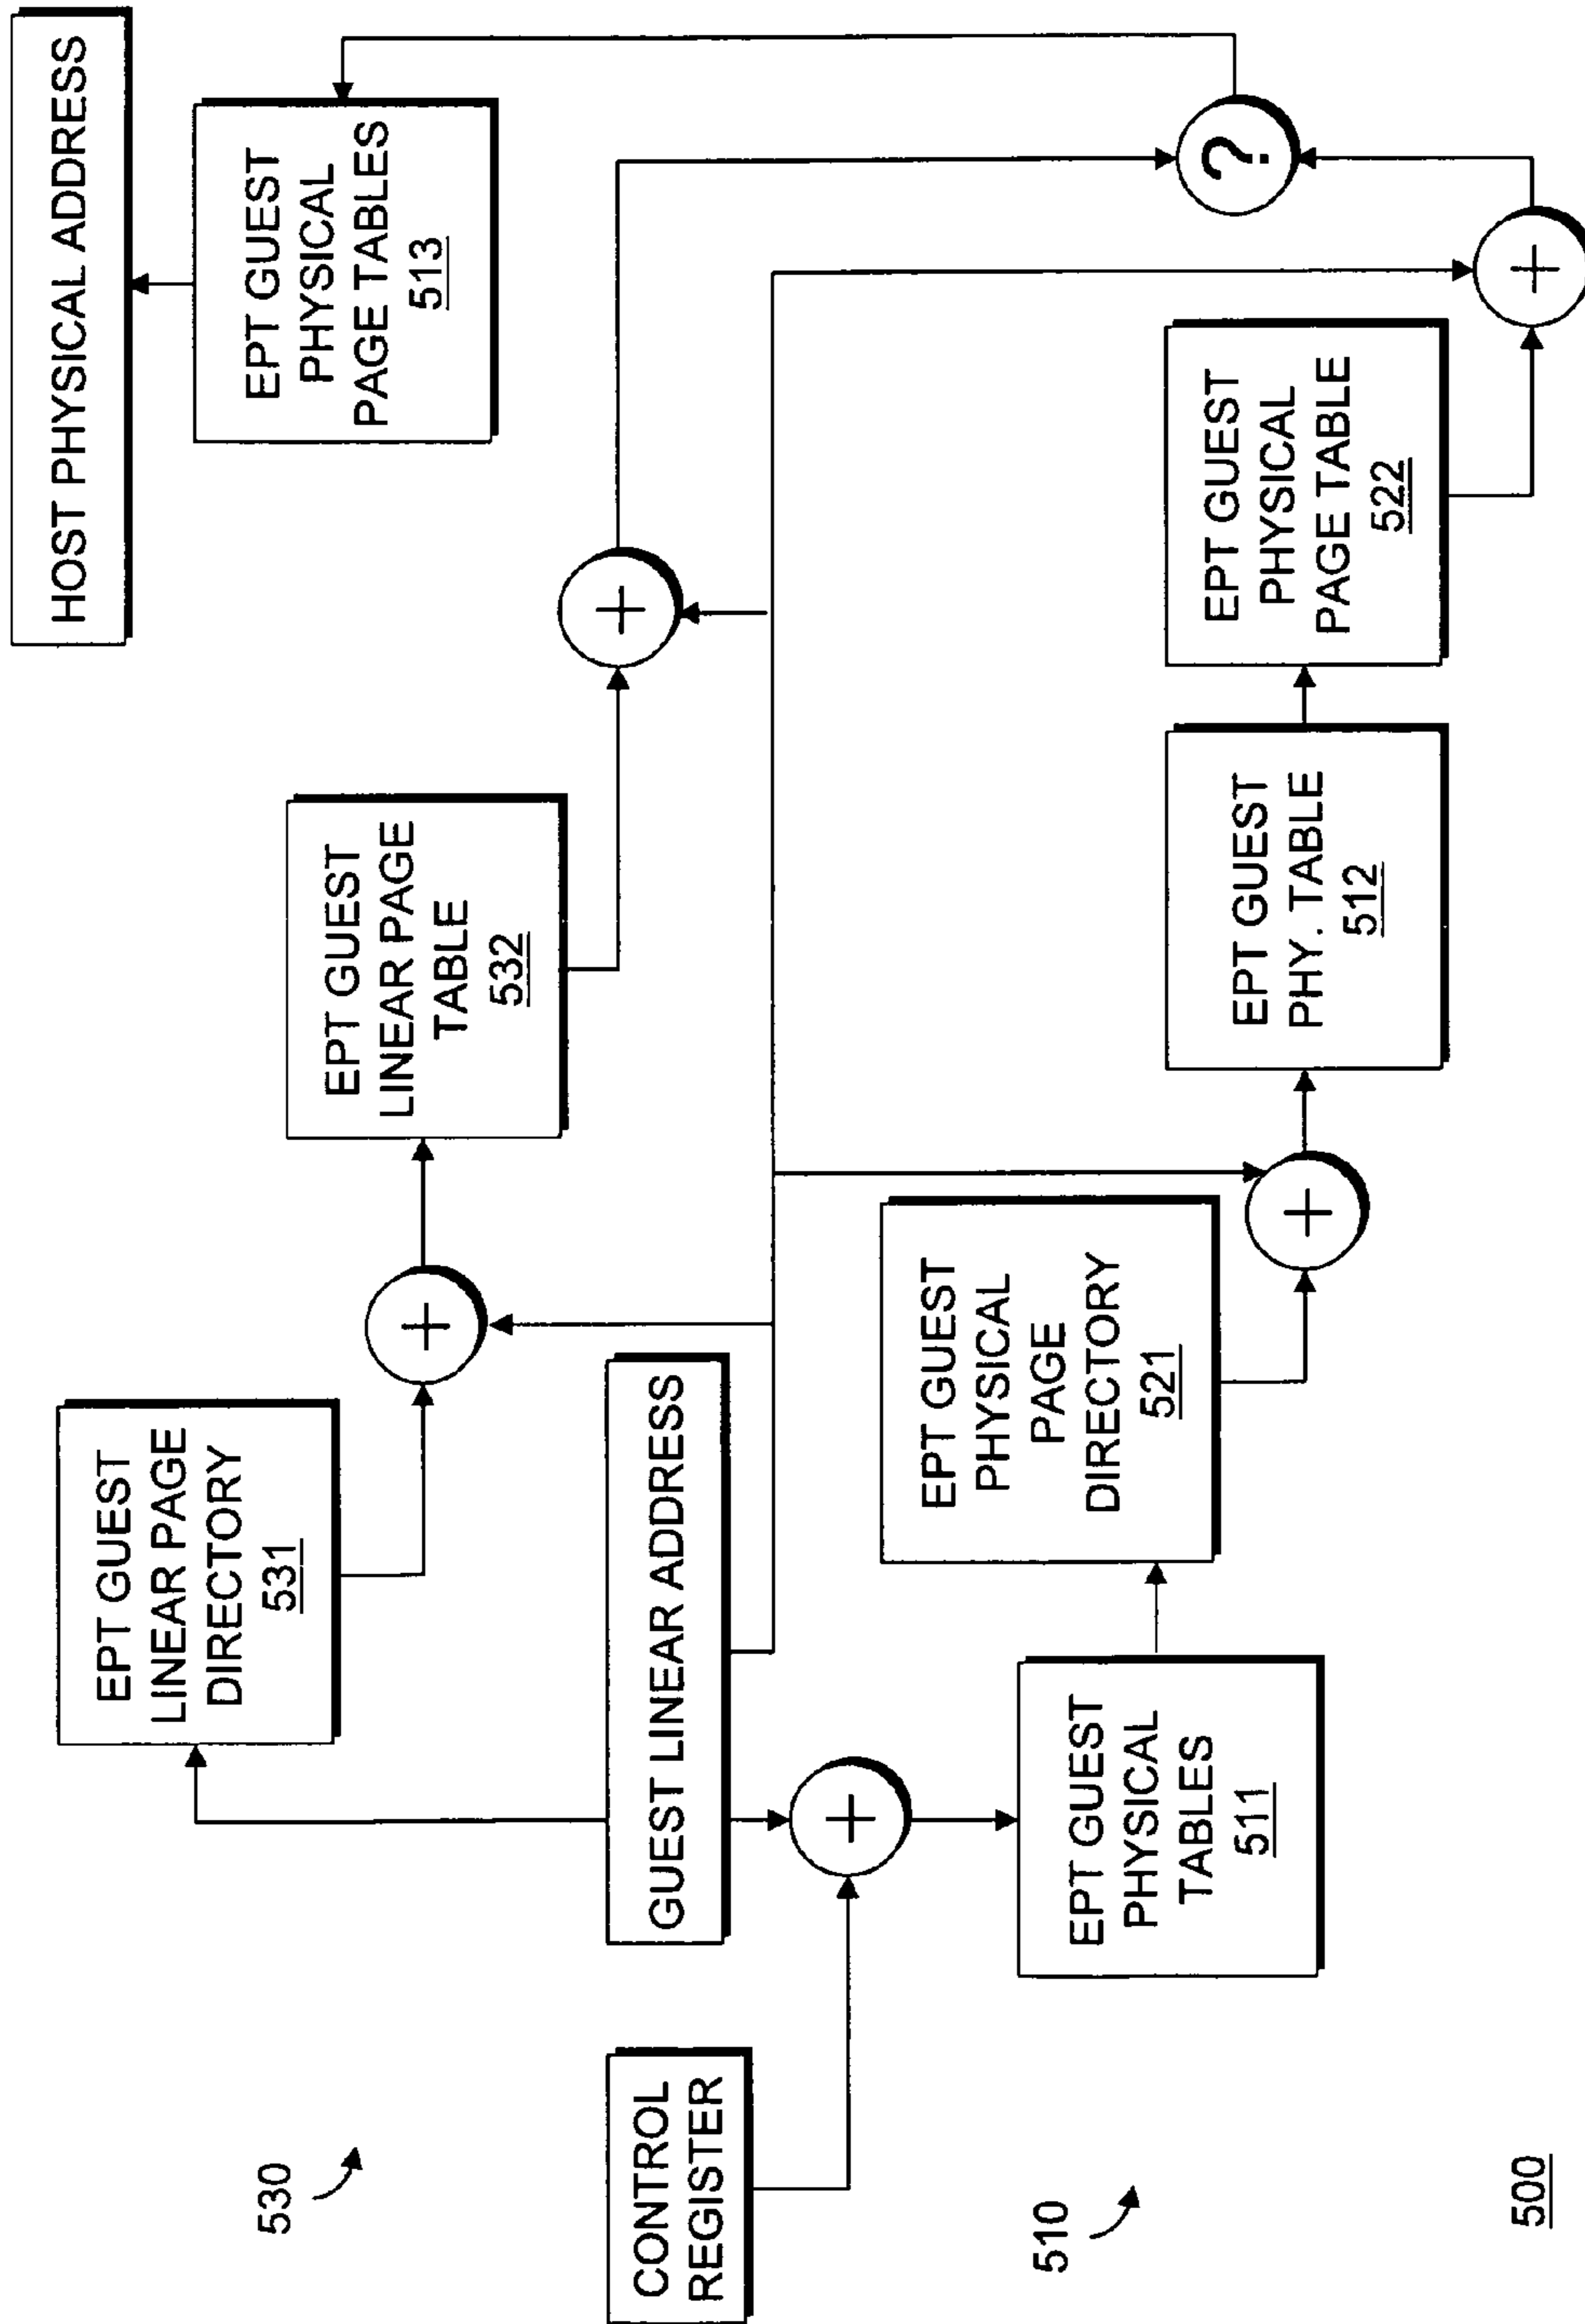 HOST PHYSICAL ADDRESS
EPT GUEST
PHYSICAL
PAGE TABLES
513
EPT GUEST
LINEAR PAGE
DIRECTORY
531
EPT GUEST
LINEAR PAGE
TABLE
532
530
CONTROL
REGISTER
GUEST LINEAR ADDRESS
+
+
+
?
EPT GUEST
PHYSICAL
TABLES
511
EPT GUEST
PHYSICAL
PAGE
DIRECTORY
521
+
EPT GUEST
PHY. TABLE
512
EPT GUEST
PHYSICAL
PAGE TABLE
522
+
510
500